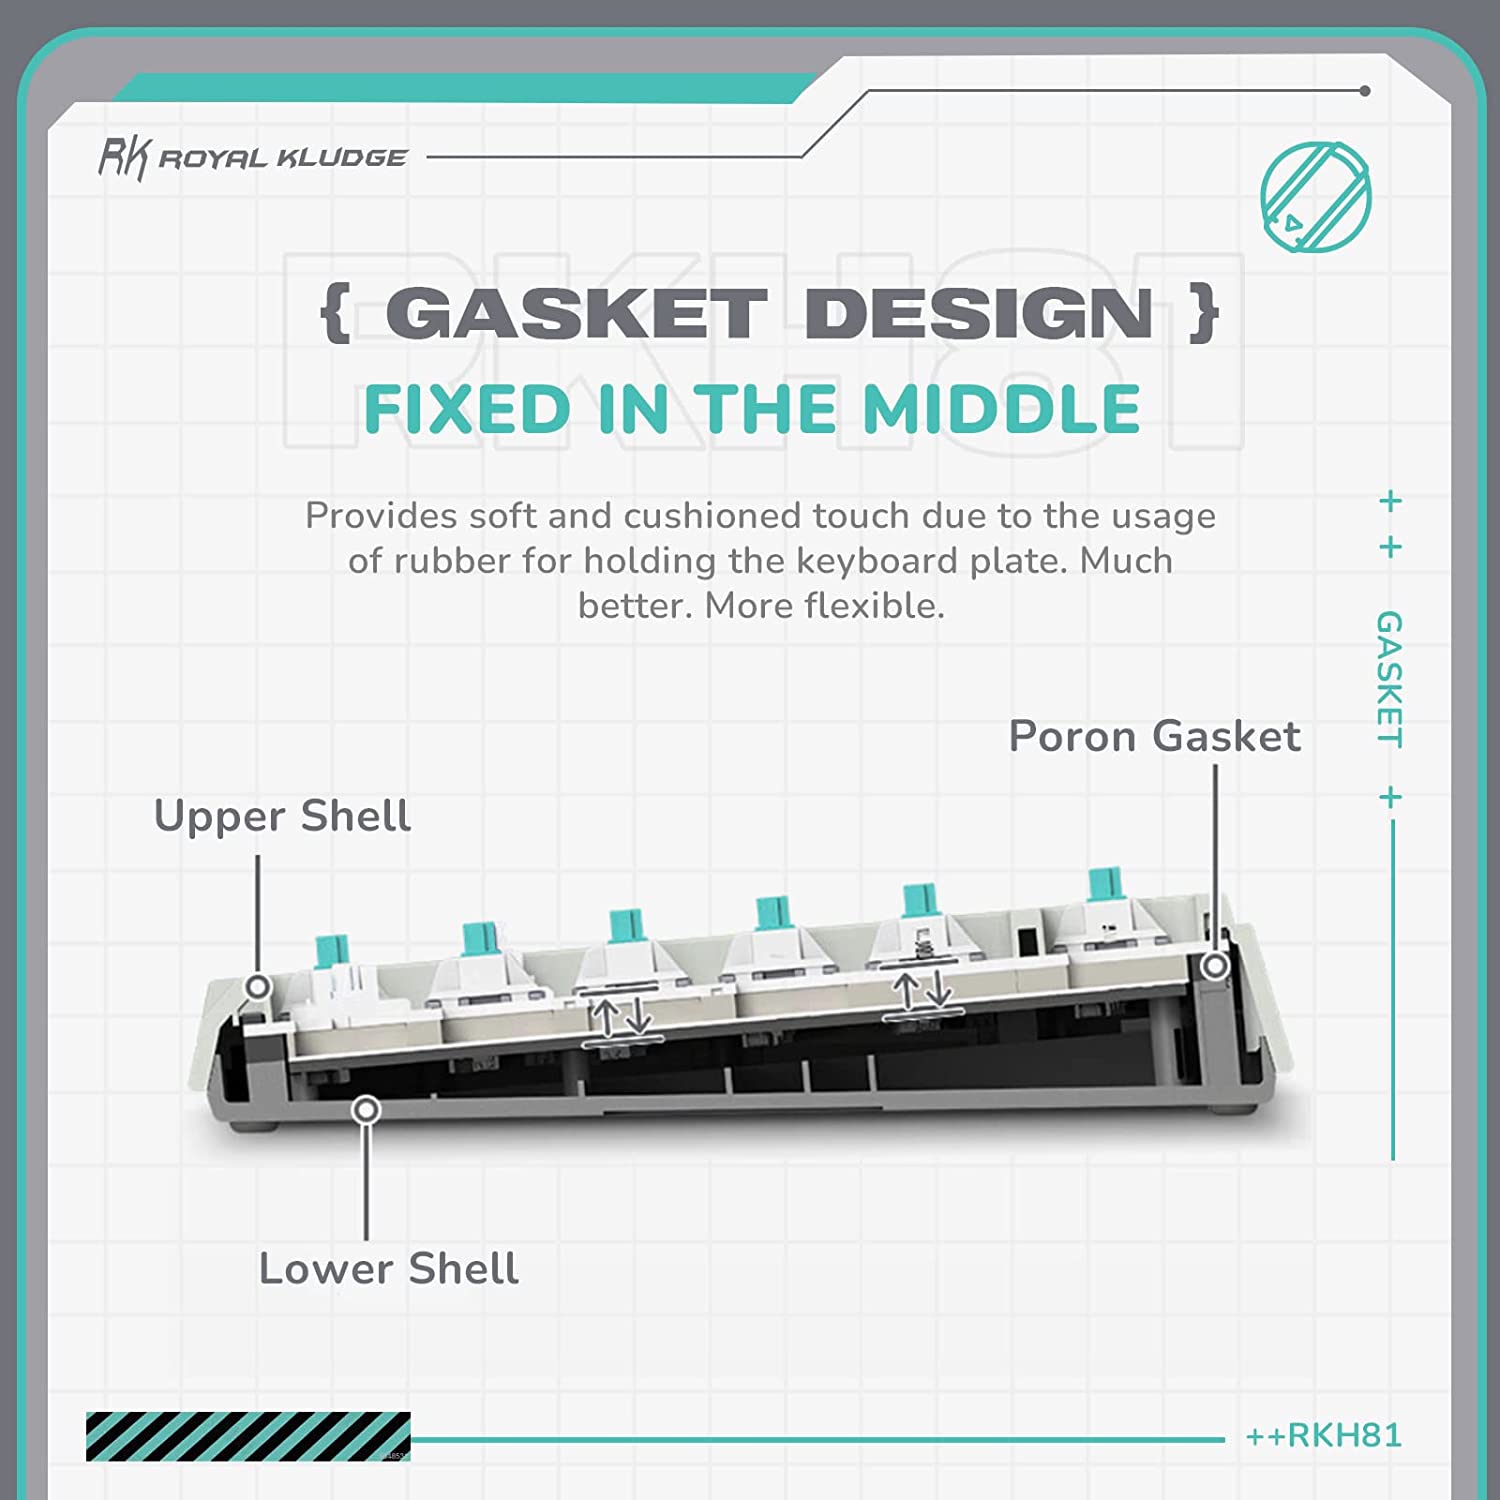 RK ROYAL KLUDGE
RKH81
{ GASKET DESIGN }
FIXED IN THE MIDDLE
Provides soft and cushioned touch due to the usage
of rubber for holding the keyboard plate. Much
better. More flexible.
++ GASKET +
Poron Gasket
Upper Shell
Lower Shell
++RKH81